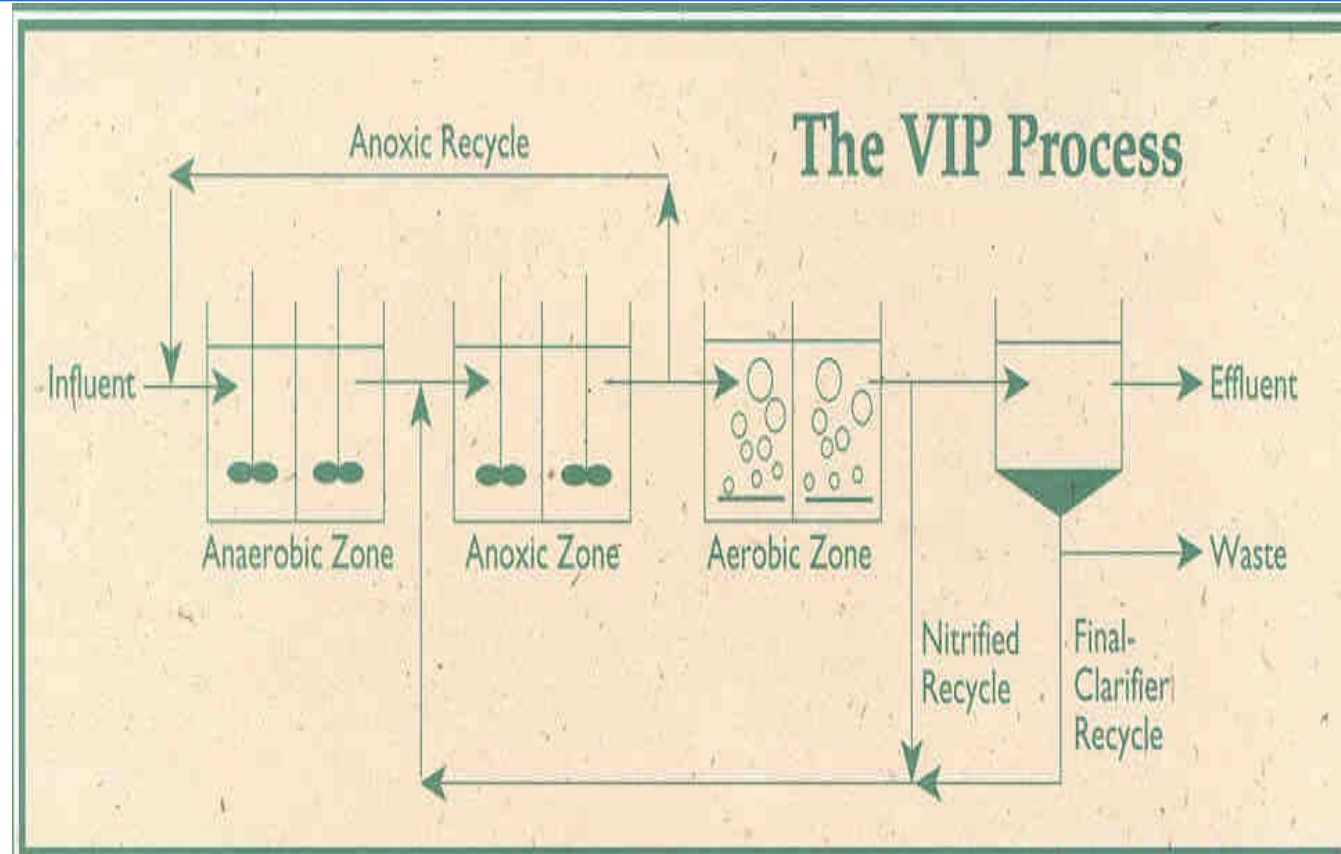 The VIP Process
Anoxic Recycle
Influent
Effluent
Anaerobic Zone
Anoxic Zone
Aerobic Zone
Waste
Nitrified
Recycle
Final-
Clarifier
Recycle